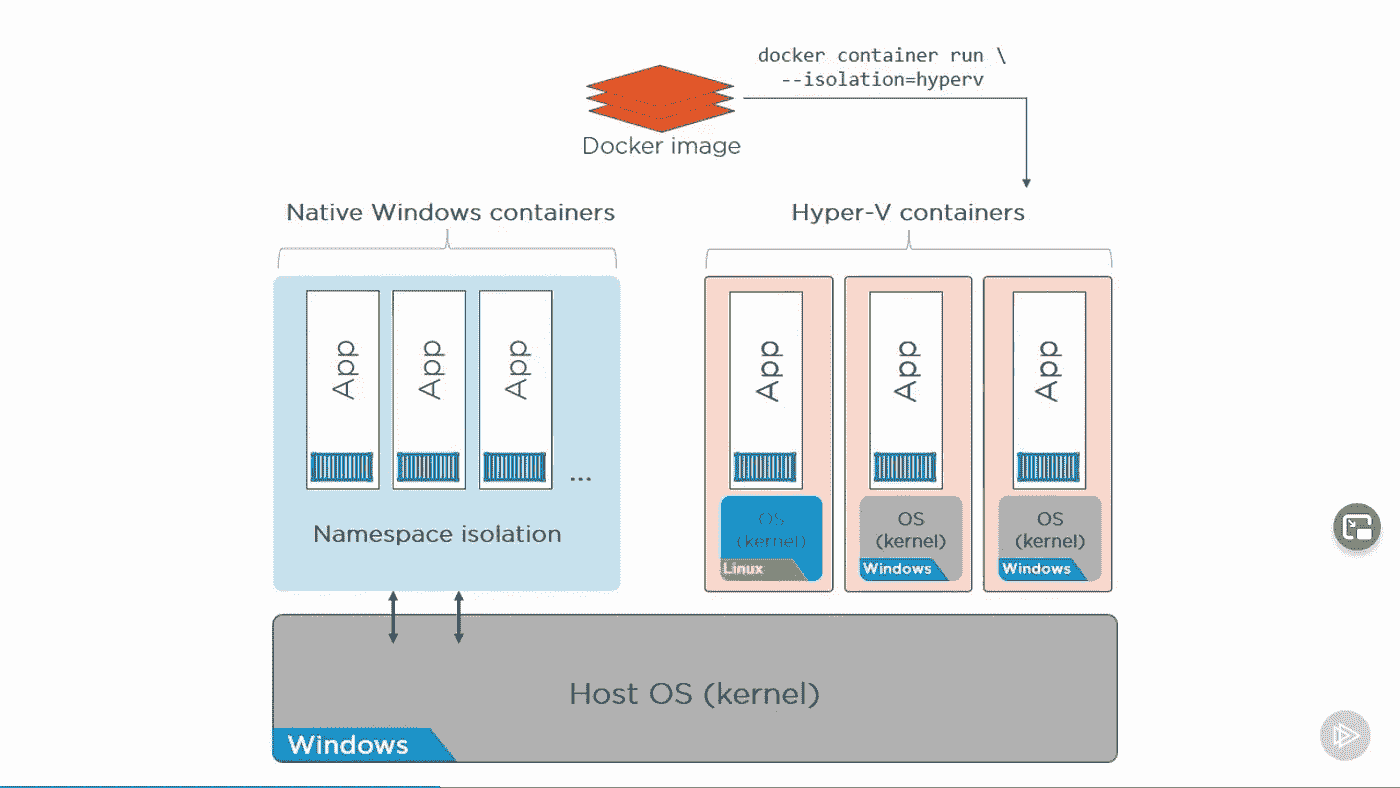 docker container run \
--isolation=hyperv
Docker image
Native Windows containers
Hyper-V containers
App
App
App
...
Namespace isolation
App
App
App
OS
(kernel)
Linux
OS
(kernel)
Windows
OS
(kernel)
Windows
Host OS (kernel)
Windows